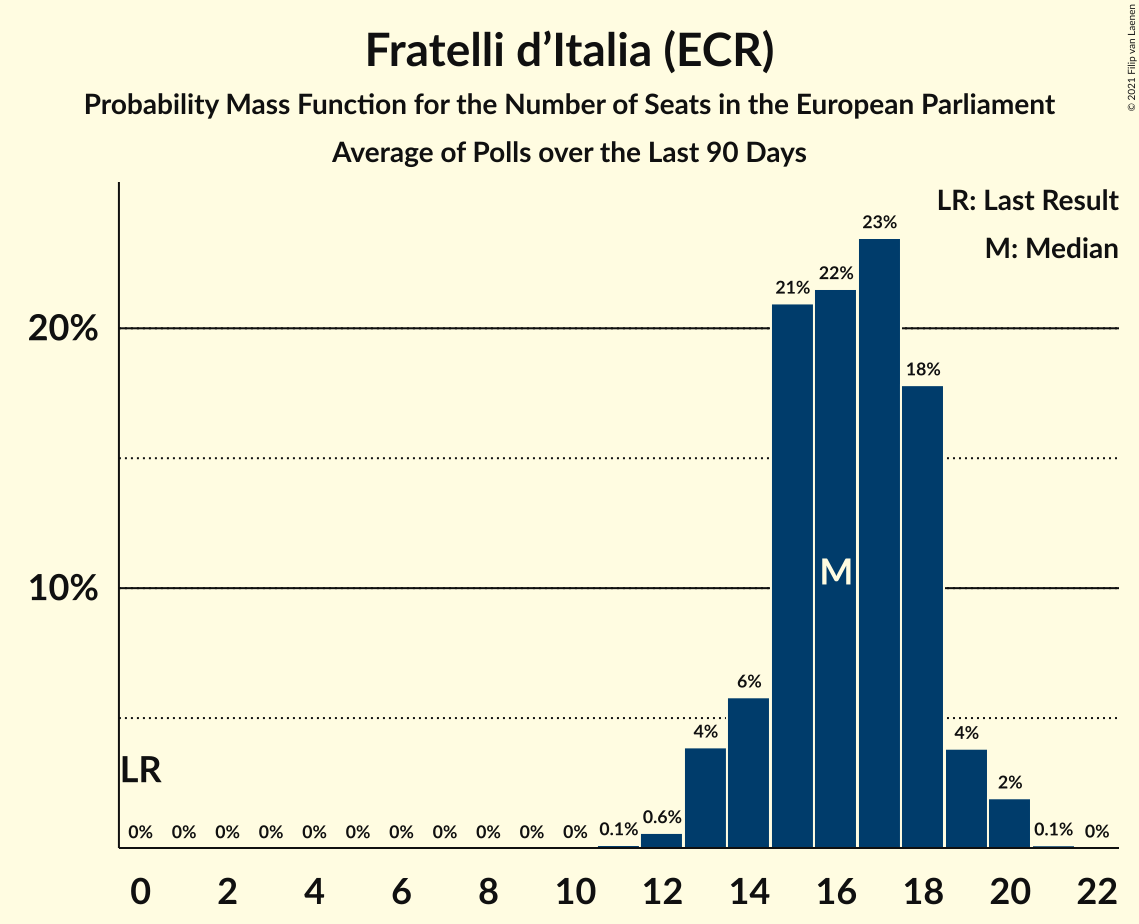 Fratelli d’Italia (ECR)
Probability Mass Function for the Number of Seats in the European Parliament
Average of Polls over the Last 90 Days
© 2021 Filip van Laenen
LR: Last Result
M: Median
23%
22%
21%
20%
18%
10%
M
6%
4%
4%
LR
2%
0% 0% 0% 0% 0% 0% 0% 0% 0% 0% 0% 0.1% 0.6% 0.1% 0%
0 2 4 6 8 10 12 14 16 18 20 22